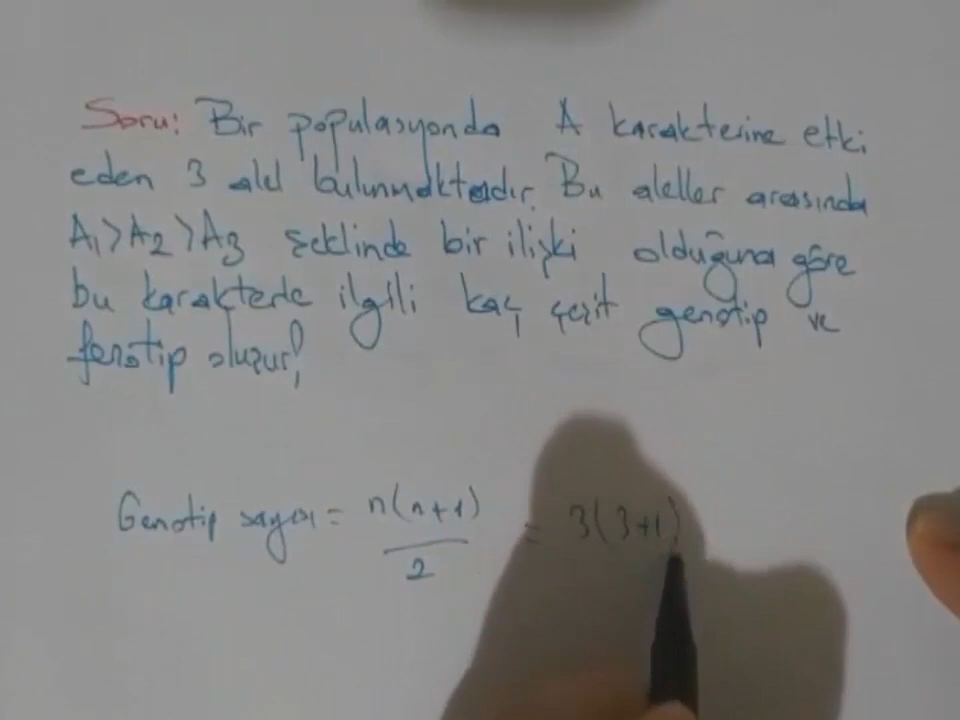 Soru: Bir populasyonda A karakterine etki
eden 3 alel bulunmaktadır. Bu aleller arasında
A1>A2>A3 şeklinde bir ilişki olduğuna göre
bu karakterle ilgili kaç çeşit genotip ve
fenotip oluşur?
Genotip sayısı = n(n+1)/2 = 3(3+1)